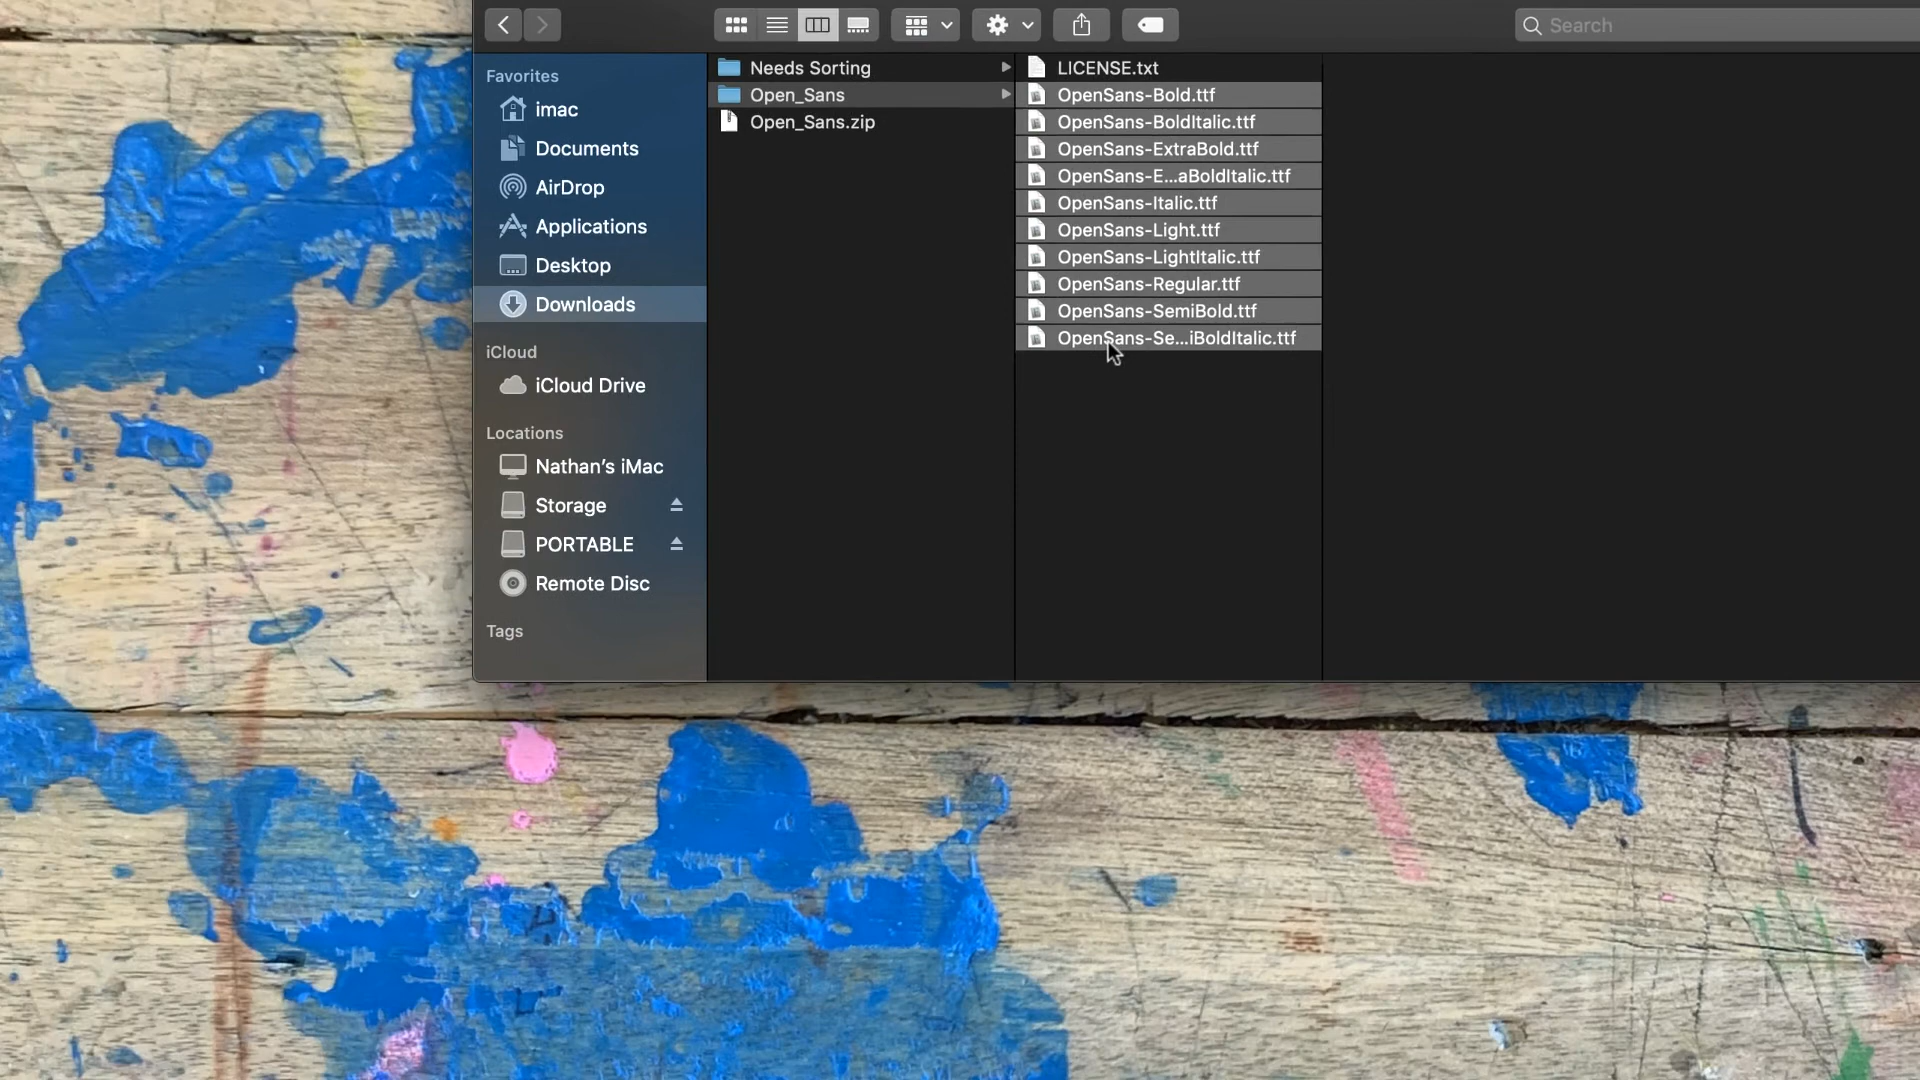 Search
Favorites
imac
Documents
AirDrop
Applications
Desktop
Downloads
iCloud
iCloud Drive
Locations
Nathan's iMac
Storage
PORTABLE
Remote Disc
Tags
Needs Sorting
Open_Sans
Open_Sans.zip
LICENSE.txt
OpenSans-Bold.ttf
OpenSans-BoldItalic.ttf
OpenSans-ExtraBold.ttf
OpenSans-E...aBoldItalic.ttf
OpenSans-Italic.ttf
OpenSans-Light.ttf
OpenSans-LightItalic.ttf
OpenSans-Regular.ttf
OpenSans-SemiBold.ttf
OpenSans-Se...iBoldItalic.ttf